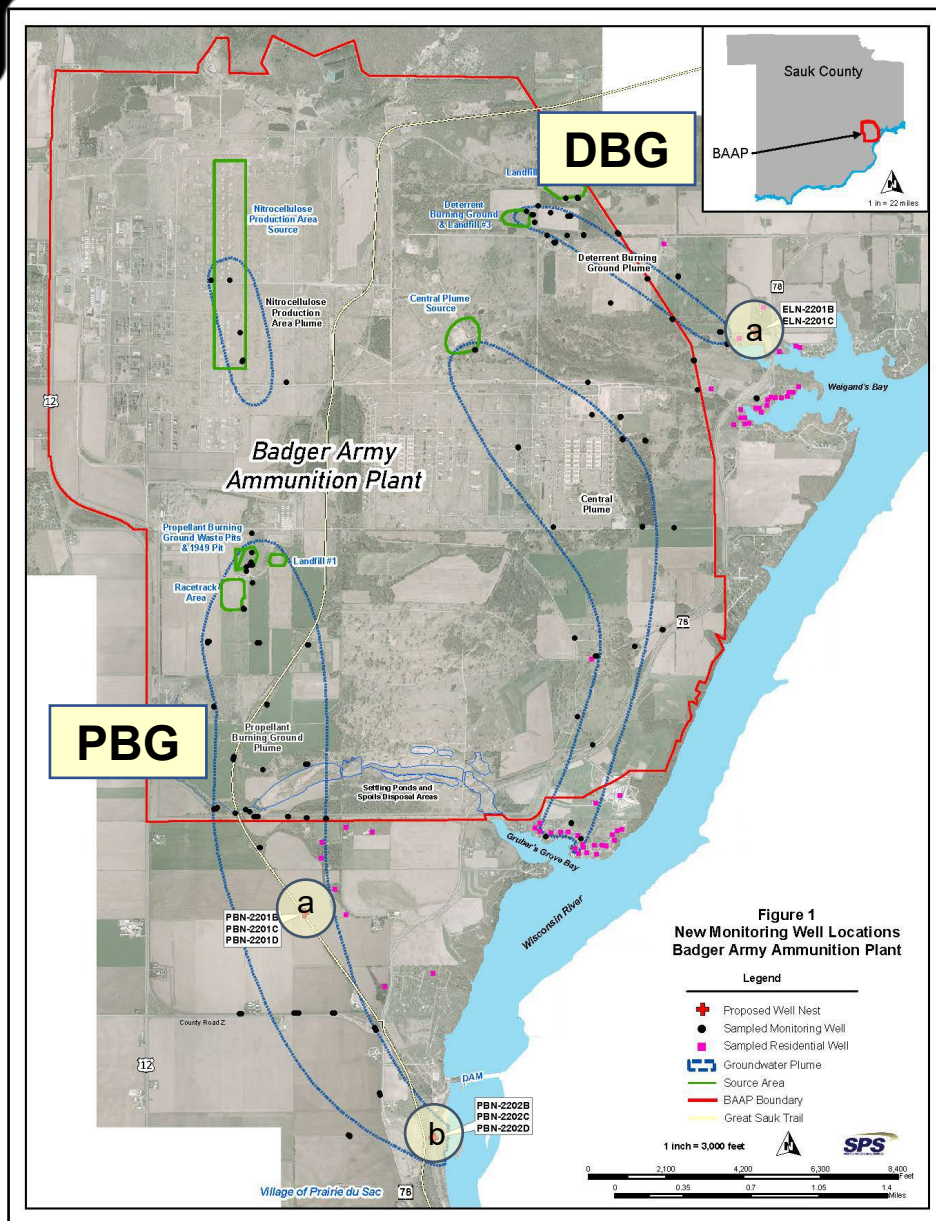 Sauk County
BAAP
1 in = 22 miles
DBG
Landfill
Deterrent
Burning Ground
& Landfill #3
Nitrocellulose
Production Area
Source
Deterrent Burning
Ground Plume
78
Nitrocellulose
Production
Area Plume
Central Plume
Source
ELN-2201B
ELN-2201C
a
Weigand's Bay
12
Badger Army
Ammunition Plant
Central
Plume
Propellant Burning
Ground Waste Pits
& 1949 Pit
Landfill #1
Racetrack
Area
78
PBG
Propellant
Burning Ground
Plume
Settling Ponds and
Spoils Disposal Areas
Gruber's Grove Bay
Wisconsin River
a
PBN-2201B
PBN-2201C
PBN-2201D
County Road Z
12
DAM
PBN-2202B
PBN-2202C
PBN-2202D
b
Village of Prairie du Sac
78
Figure 1
New Monitoring Well Locations
Badger Army Ammunition Plant
Legend
Proposed Well Nest
Sampled Monitoring Well
Sampled Residential Well
Groundwater Plume
Source Area
BAAP Boundary
Great Sauk Trail
1 inch = 3,000 feet
N
SPS
0 2,100 4,200 6,300 8,400
Feet
0 0.35 0.7 1.05 1.4
Miles